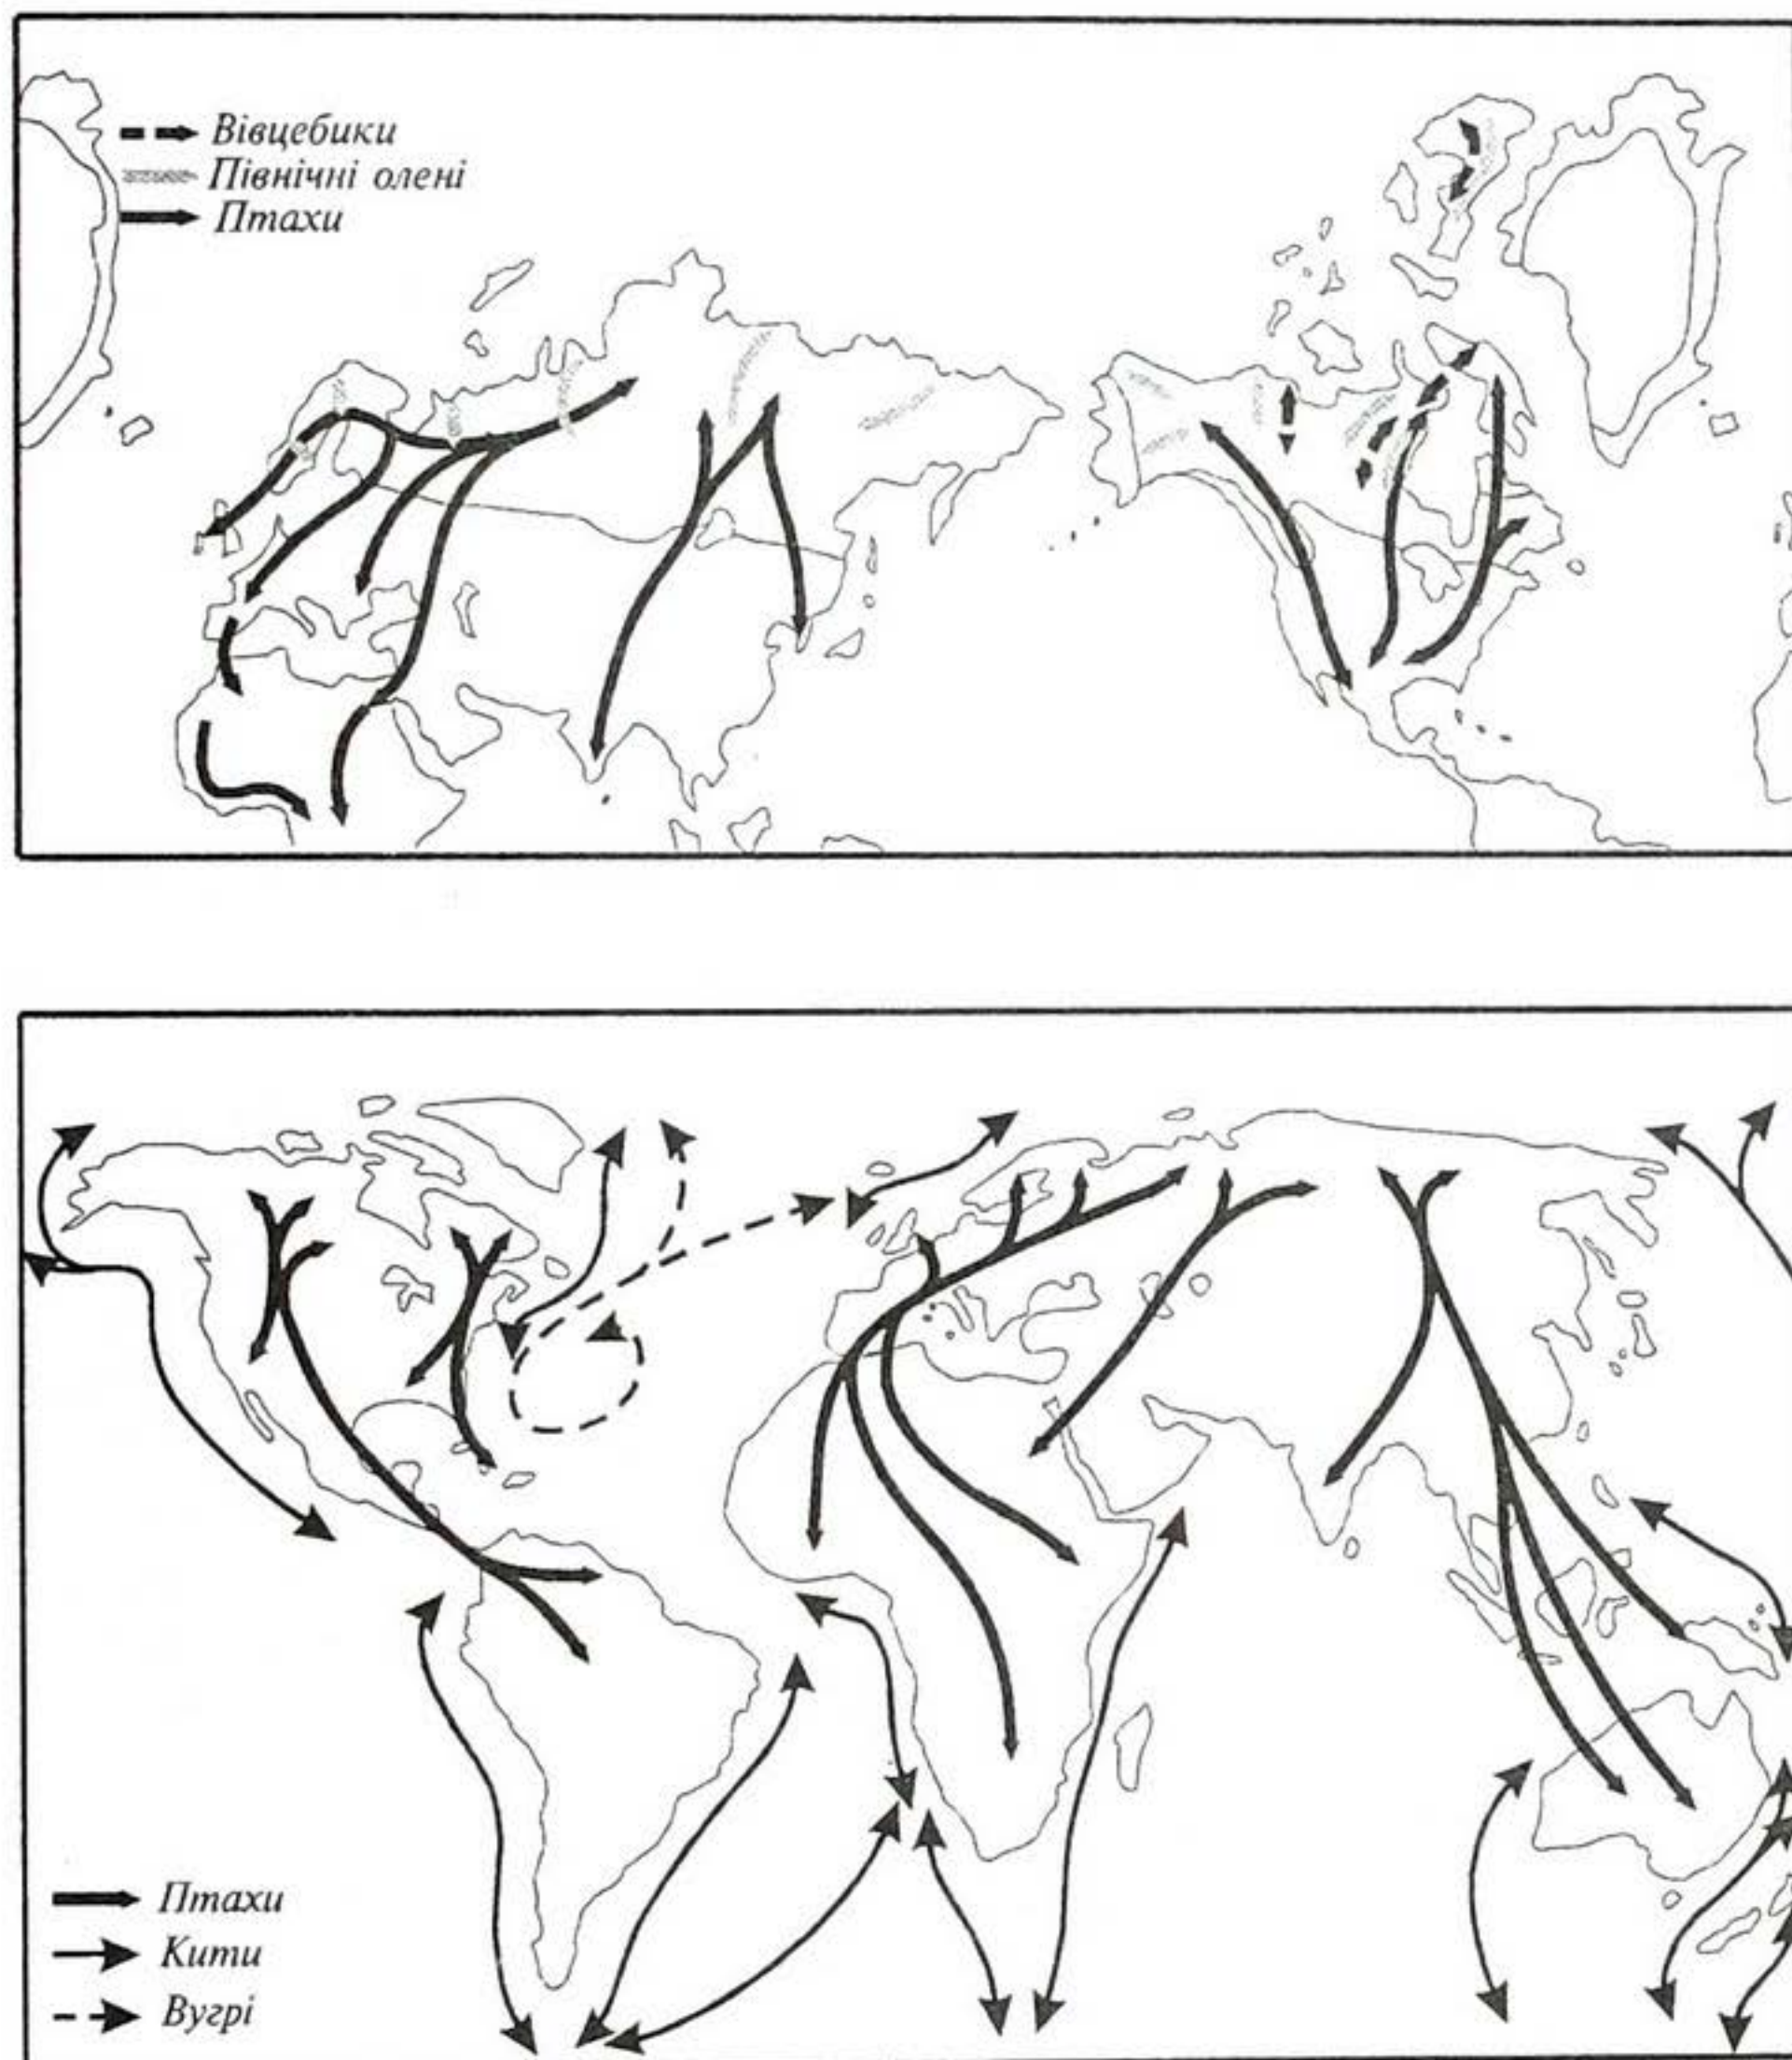 Вівцебики
Північні олені
Птахи
Птахи
Кити
Вугрі